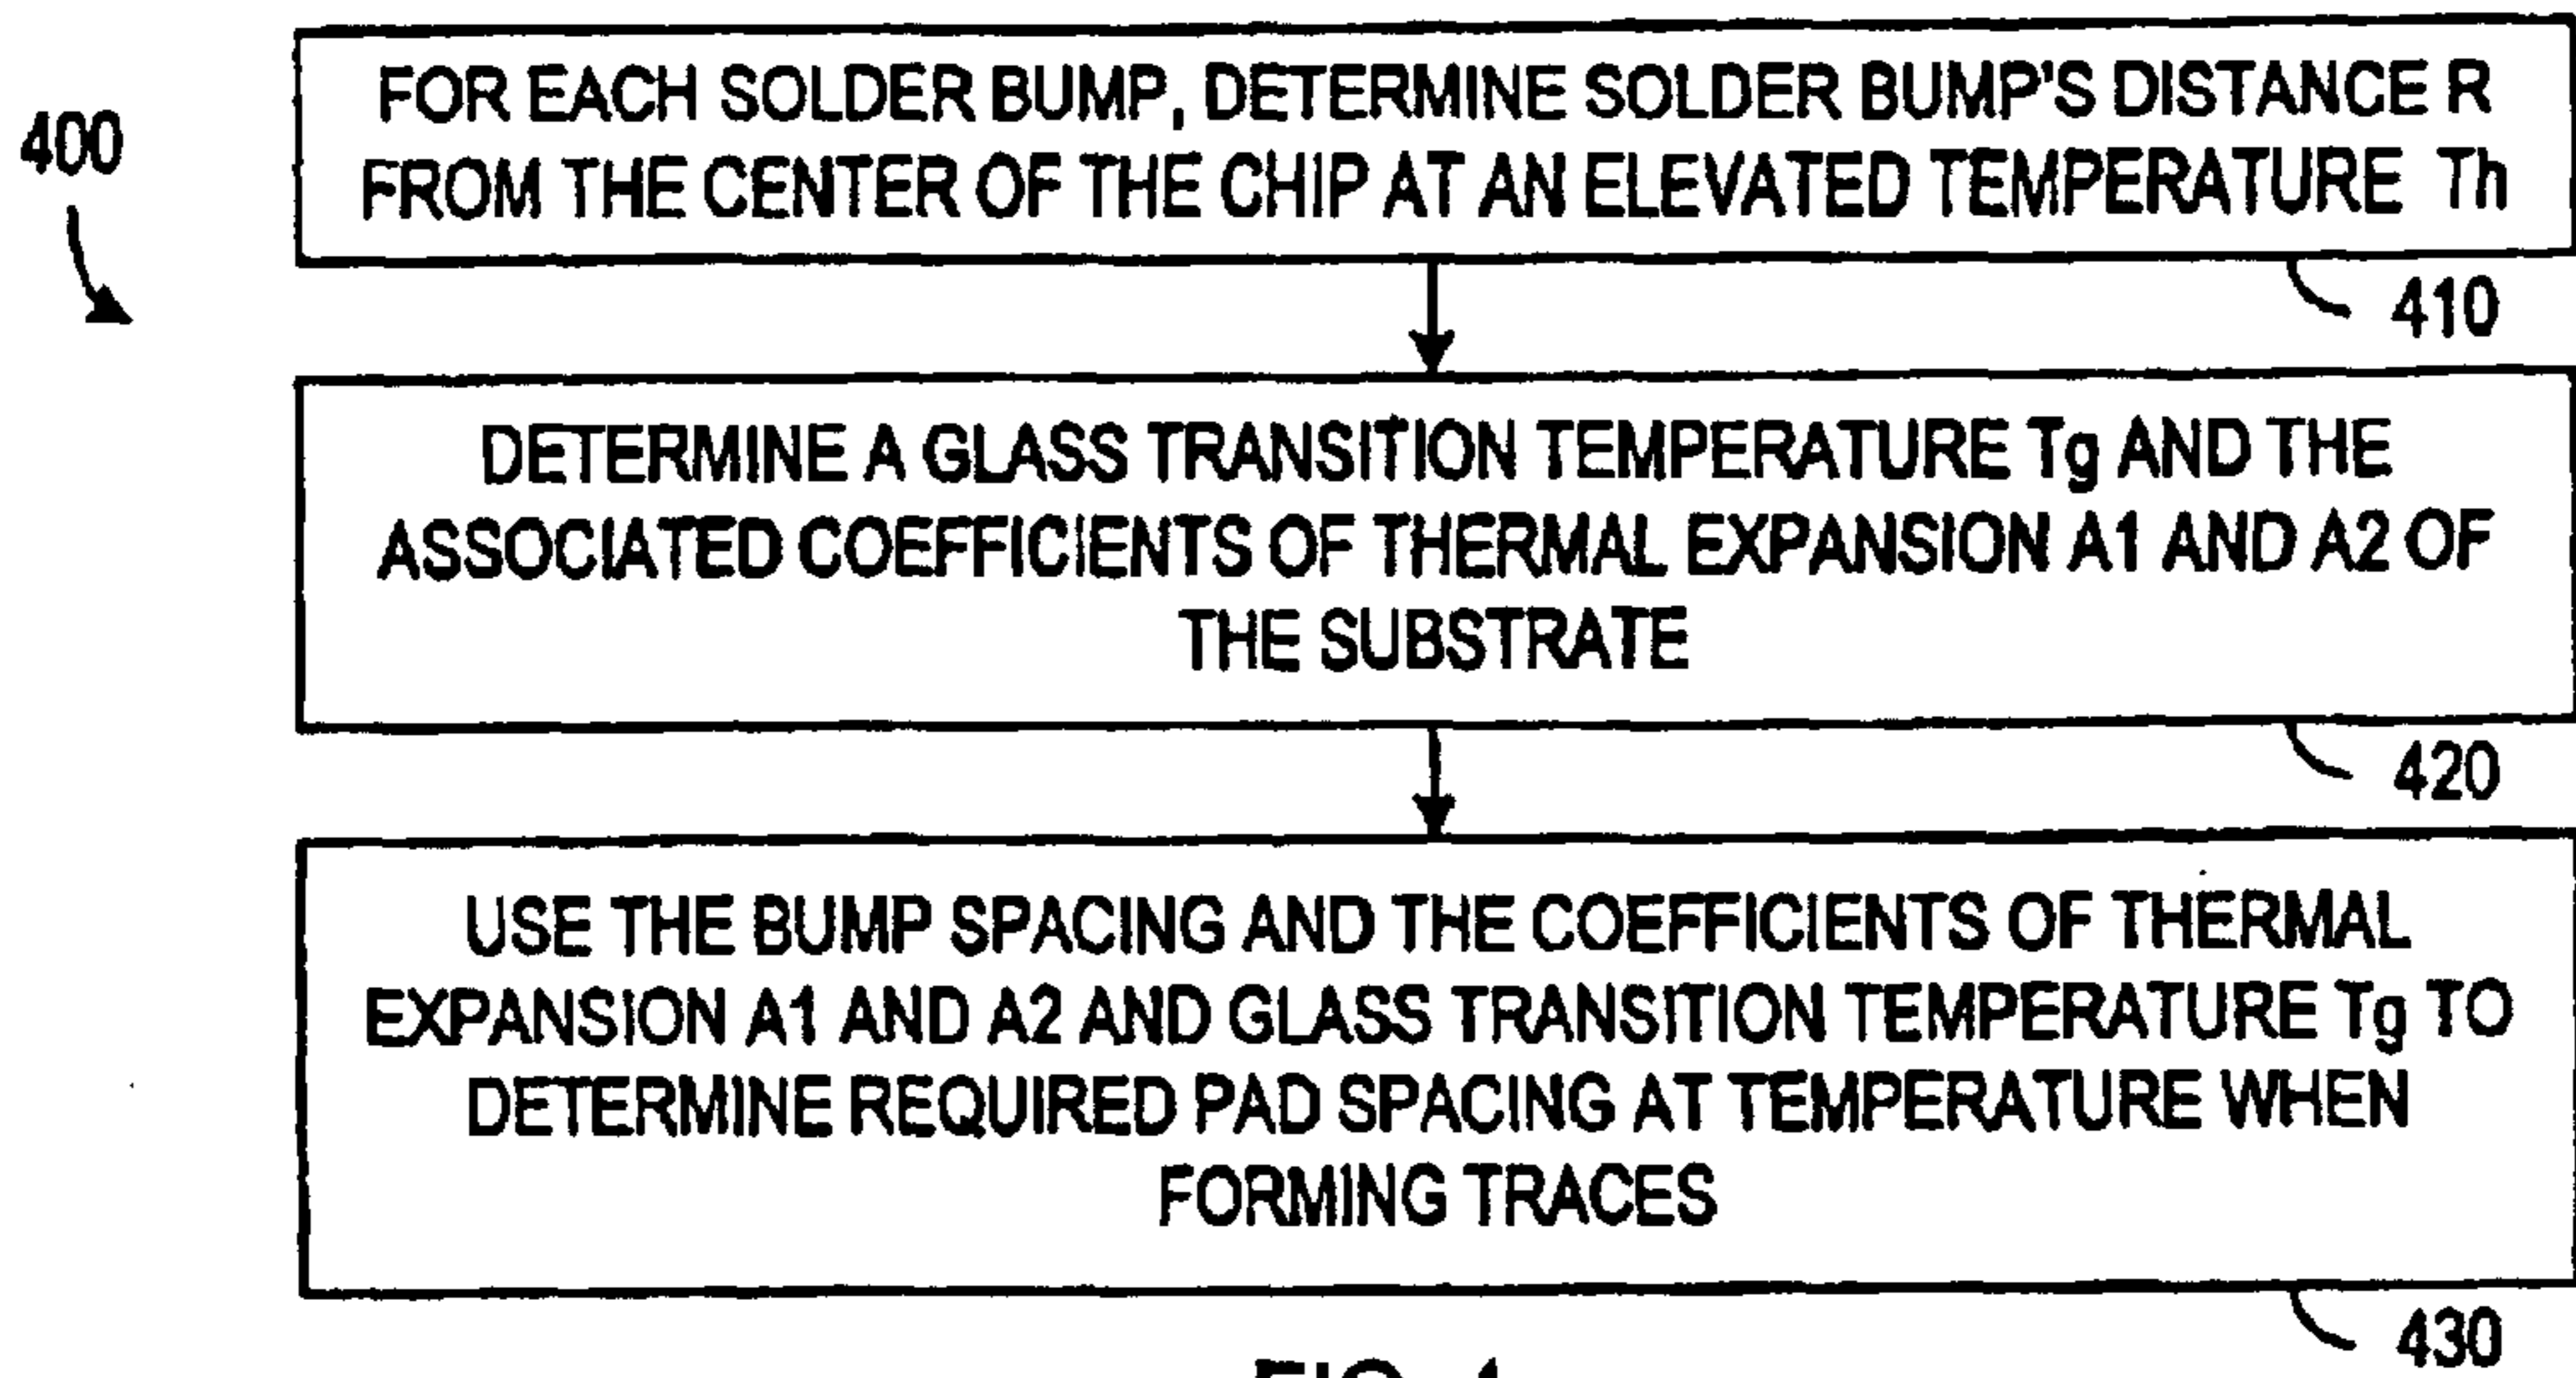 400
FOR EACH SOLDER BUMP, DETERMINE SOLDER BUMP'S DISTANCE R
FROM THE CENTER OF THE CHIP AT AN ELEVATED TEMPERATURE Th
410
DETERMINE A GLASS TRANSITION TEMPERATURE Tg AND THE
ASSOCIATED COEFFICIENTS OF THERMAL EXPANSION A1 AND A2 OF
THE SUBSTRATE
420
USE THE BUMP SPACING AND THE COEFFICIENTS OF THERMAL
EXPANSION A1 AND A2 AND GLASS TRANSITION TEMPERATURE Tg TO
DETERMINE REQUIRED PAD SPACING AT TEMPERATURE WHEN
FORMING TRACES
430